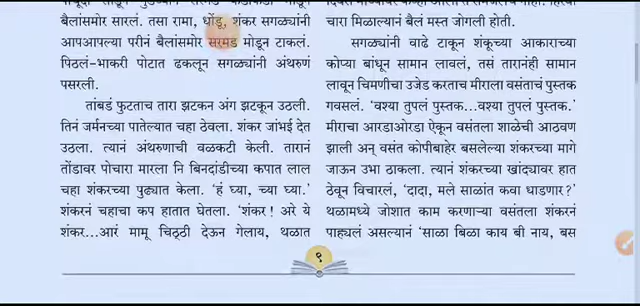 बैलांसमोर सारलं. तसा रामा, धोंडू, शंकर सगळ्यांनी
आपआपल्या परीनं बैलांसमोर सरमड मोडून टाकलं.
पिठलं-भाकरी पोटात ढकलून सगळ्यांनी अंथरुणं
पसरली.
तांबडं फुटताच तारा झटकन अंग झटकून उठली.
तिनं जर्मनच्या पातेल्यात चहा ठेवला. शंकर जांभई देत
उठला. त्यानं अंथरुणाची वळकटी केली. तारानं
तोंडावर पोचारा मारला नि बिनदांडीच्या कपात लाल
चहा शंकरच्या पुढ्यात केला. ‘हं घ्या, च्या घ्या.’
शंकरनं चहाचा कप हातात घेतला. ‘शंकर! अरे ये
शंकर...आरं मामू चिठ्ठी देऊन गेलाय, थळात
चारा मिळाल्यानं बैलं मस्त जोगली होती.
सगळ्यांनी वाढे टाकून शंकूच्या आकाराच्या
कोप्या बांधून सामान लावलं, तसं तारानंही सामान
लावून चिमणीचा उजेड करताच मीराला वसंताचं पुस्तक
गवसलं. ‘वश्या तुपलं पुस्तक...वश्या तुपलं पुस्तक.’
मीराचा आरडाओरडा ऐकून वसंतला शाळेची आठवण
झाली अन् वसंत कोपीबाहेर बसलेल्या शंकरच्या मागे
जाऊन उभा ठाकला. त्यानं शंकरच्या खांद्यावर हात
ठेवून विचारलं, ‘दादा, मले साळांत कवा धाडणार?’
थळामध्ये जोशात काम करणाऱ्या वसंतला शंकरनं
पाह्यलं असल्यानं ‘साळा बिळा काय बी नाय, बस
९